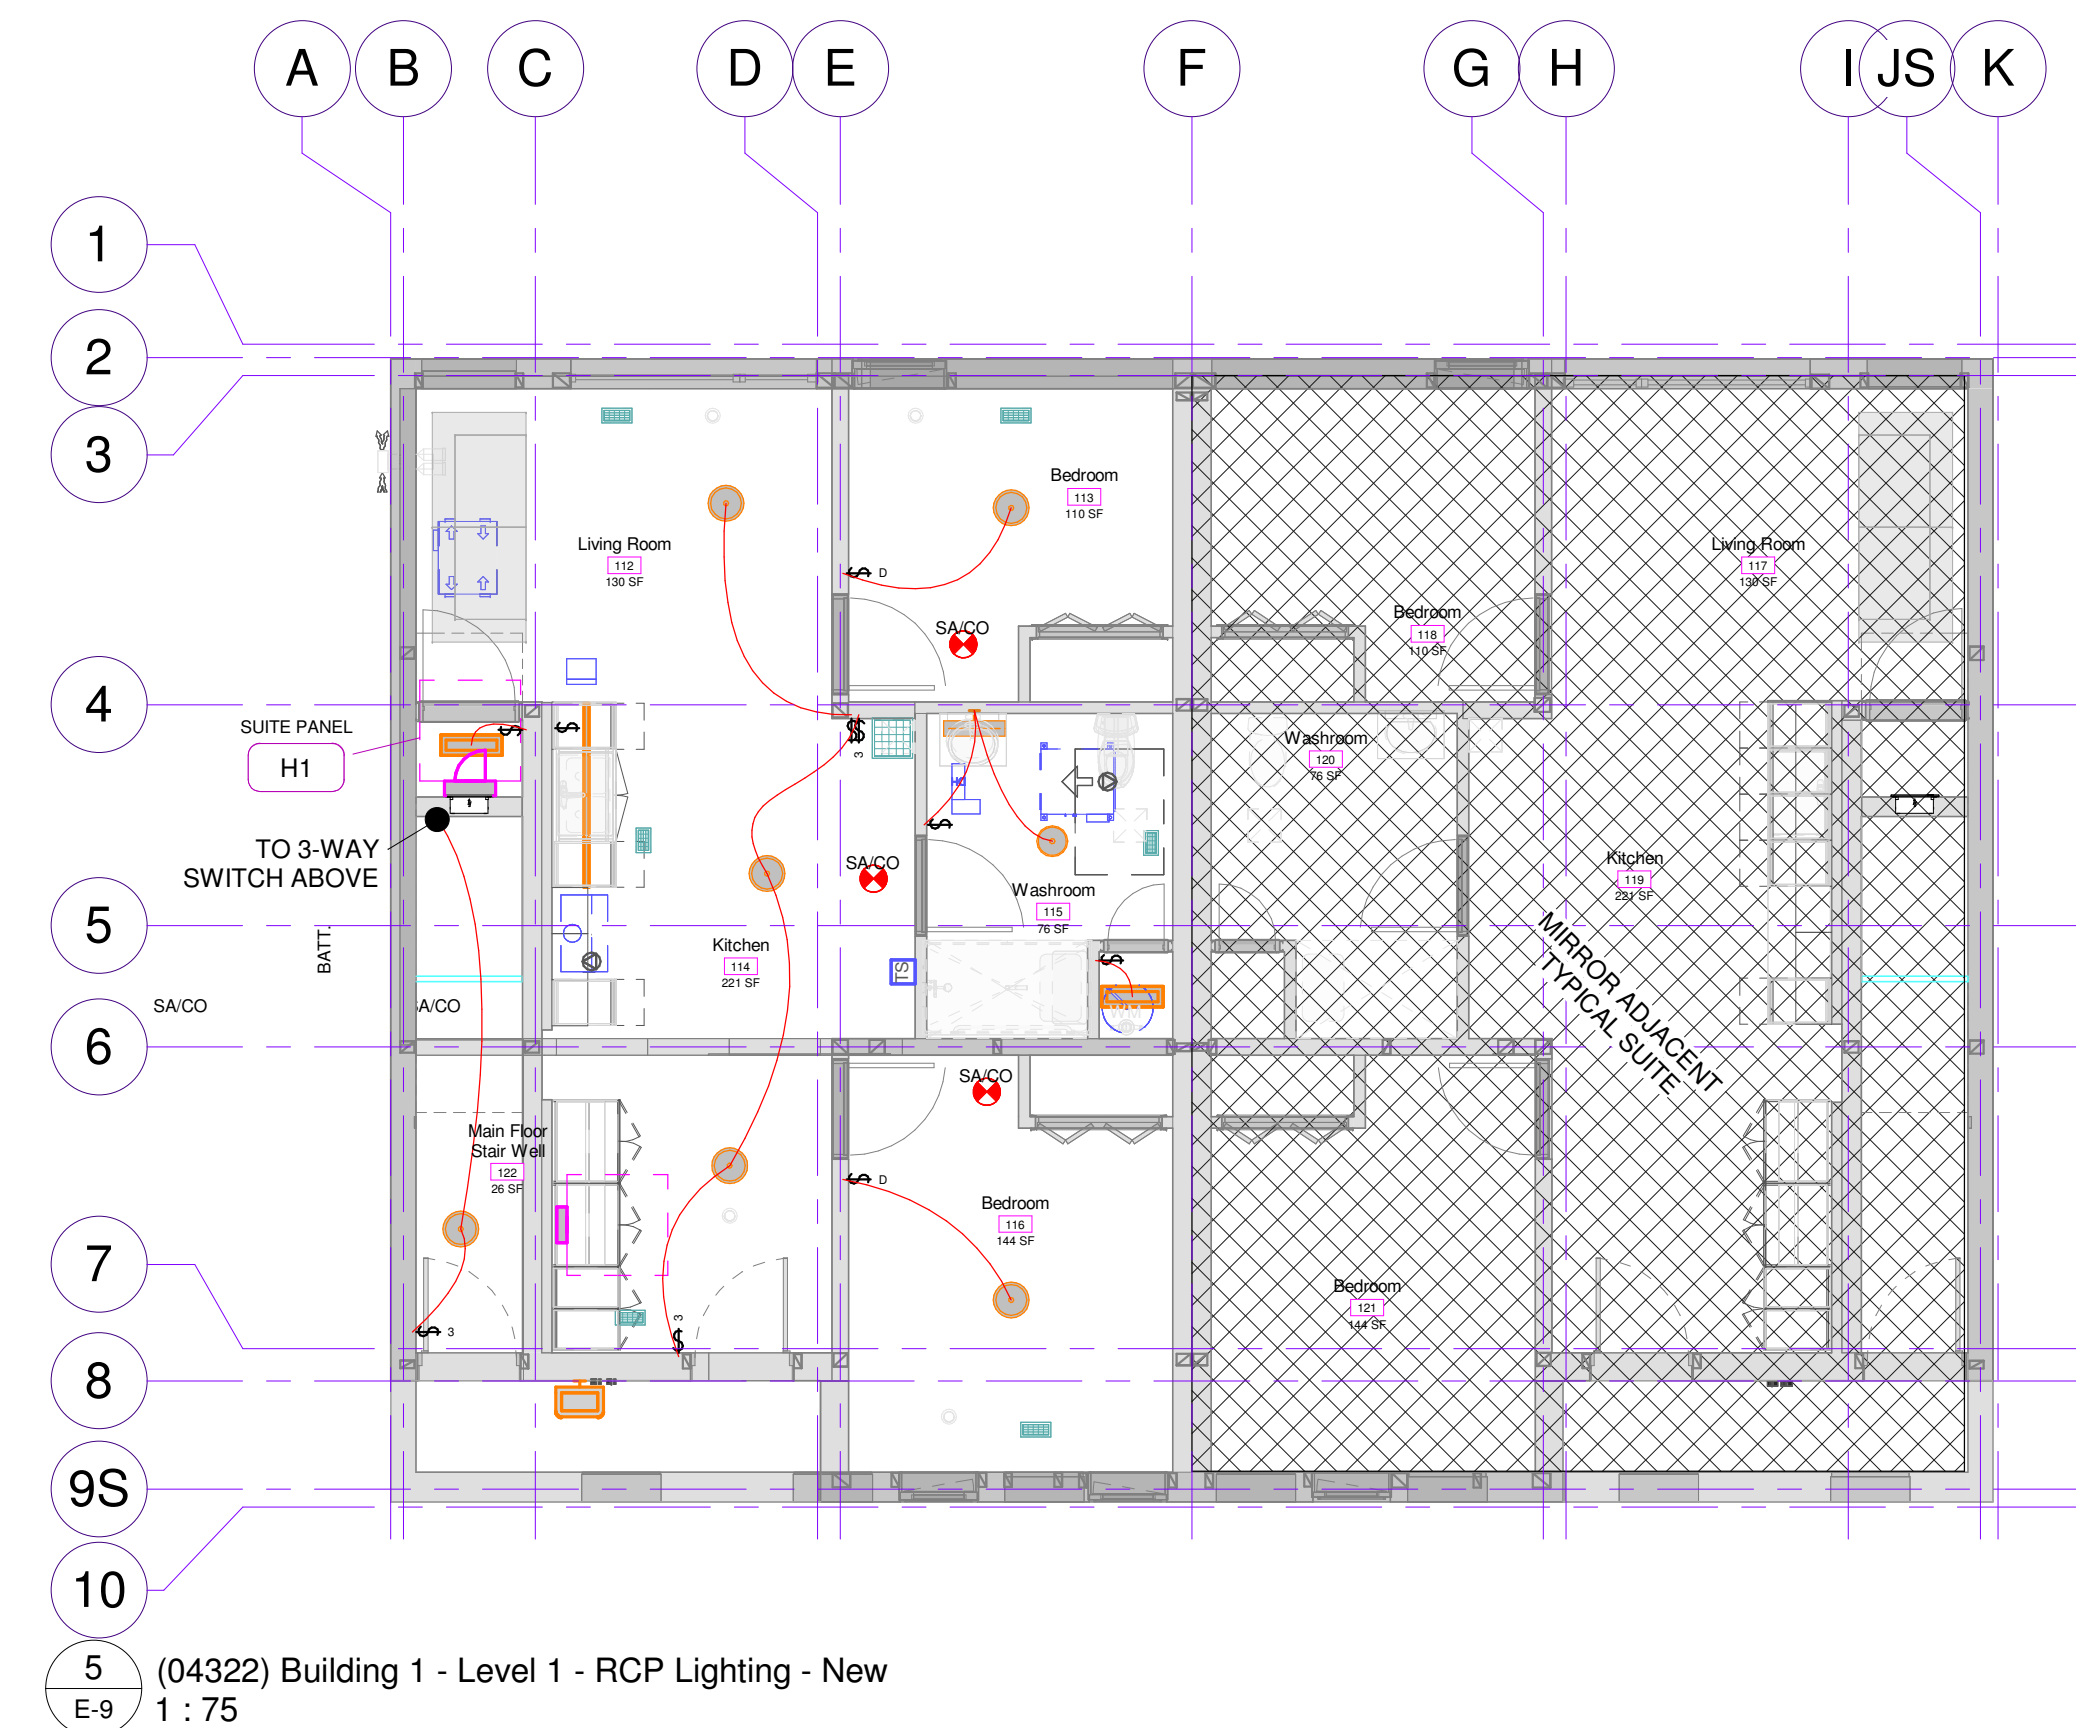 A B C D E F G H I JS K
1
2
3
4
5
6
7
8
9S
10
Living Room
112
130 SF
Bedroom
113
110 SF
D
SA/CO
Living Room
117
130 SF
Bedroom
118
110 SF
SUITE PANEL
H1
3
TO 3-WAY
SWITCH ABOVE
BATT.
SA/CO
SA/CO
SA/CO
Kitchen
114
221 SF
Washroom
115
76 SF
TS
WM
Washroom
120
76 SF
Kitchen
119
221 SF
MIRROR ADJACENT
TYPICAL SUITE
SA/CO
Main Floor
Stair Well
122
26 SF
D
Bedroom
116
144 SF
Bedroom
121
144 SF
3
3
5
E-9
(04322) Building 1 - Level 1 - RCP Lighting - New
1 : 75